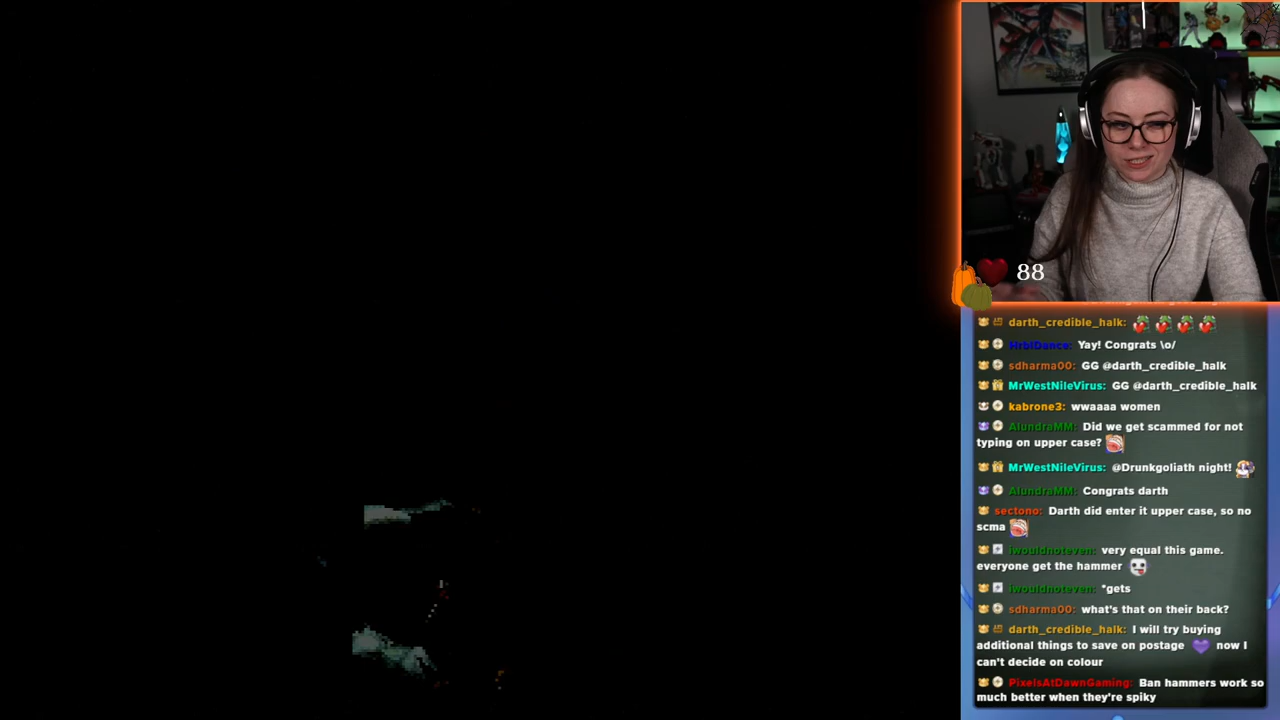 88
darth_credible_halk:
HrblDance: Yay! Congrats \o/
sdharma00: GG @darth_credible_halk
MrWestNileVirus: GG @darth_credible_halk
kabrone3: wwaaaa women
AlundraMM: Did we get scammed for not
typing on upper case?
MrWestNileVirus: @Drunkgoliath night!
AlundraMM: Congrats darth
sectono: Darth did enter it upper case, so no
scma
iwouldnoteven: very equal this game.
everyone get the hammer
iwouldnoteven: *gets
sdharma00: what's that on their back?
darth_credible_halk: I will try buying
additional things to save on postage now I
can't decide on colour
PixelsAtDawnGaming: Ban hammers work so
much better when they're spiky